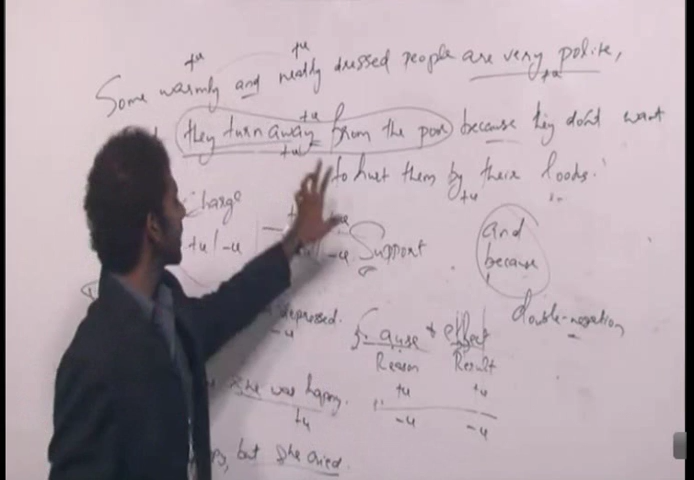 +u +u
Some warmly and neatly dressed people are very polite,
+u +u
they turn away from the poor because they don't want
+u
to hurt them by their looks.
+u
Charge
+u / -u -u Support
and
because
double-negation
depressed.
-u
Cause + effect
Reason Result
+u +u
-u -u
she was happy.
+u
but she cried.